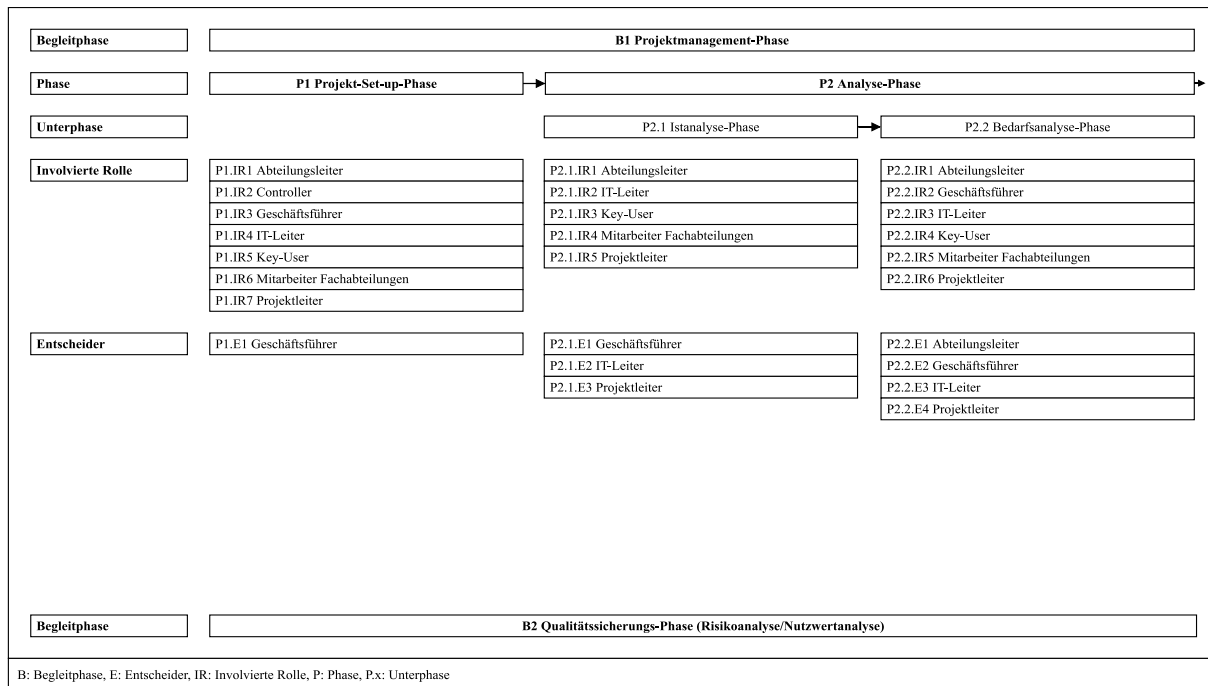 Begleitphase
B1 Projektmanagement-Phase
Phase
P1 Projekt-Set-up-Phase
P2 Analyse-Phase
Unterphase
P2.1 Istanalyse-Phase
P2.2 Bedarfsanalyse-Phase
Involvierte Rolle
P1.IR1 Abteilungsleiter
P1.IR2 Controller
P1.IR3 Geschäftsführer
P1.IR4 IT-Leiter
P1.IR5 Key-User
P1.IR6 Mitarbeiter Fachabteilungen
P1.IR7 Projektleiter
P2.1.IR1 Abteilungsleiter
P2.1.IR2 IT-Leiter
P2.1.IR3 Key-User
P2.1.IR4 Mitarbeiter Fachabteilungen
P2.1.IR5 Projektleiter
P2.2.IR1 Abteilungsleiter
P2.2.IR2 Geschäftsführer
P2.2.IR3 IT-Leiter
P2.2.IR4 Key-User
P2.2.IR5 Mitarbeiter Fachabteilungen
P2.2.IR6 Projektleiter
Entscheider
P1.E1 Geschäftsführer
P2.1.E1 Geschäftsführer
P2.1.E2 IT-Leiter
P2.1.E3 Projektleiter
P2.2.E1 Abteilungsleiter
P2.2.E2 Geschäftsführer
P2.2.E3 IT-Leiter
P2.2.E4 Projektleiter
Begleitphase
B2 Qualitätssicherungs-Phase (Risikoanalyse/Nutzwertanalyse)
B: Begleitphase, E: Entscheider, IR: Involvierte Rolle, P: Phase, P.x: Unterphase